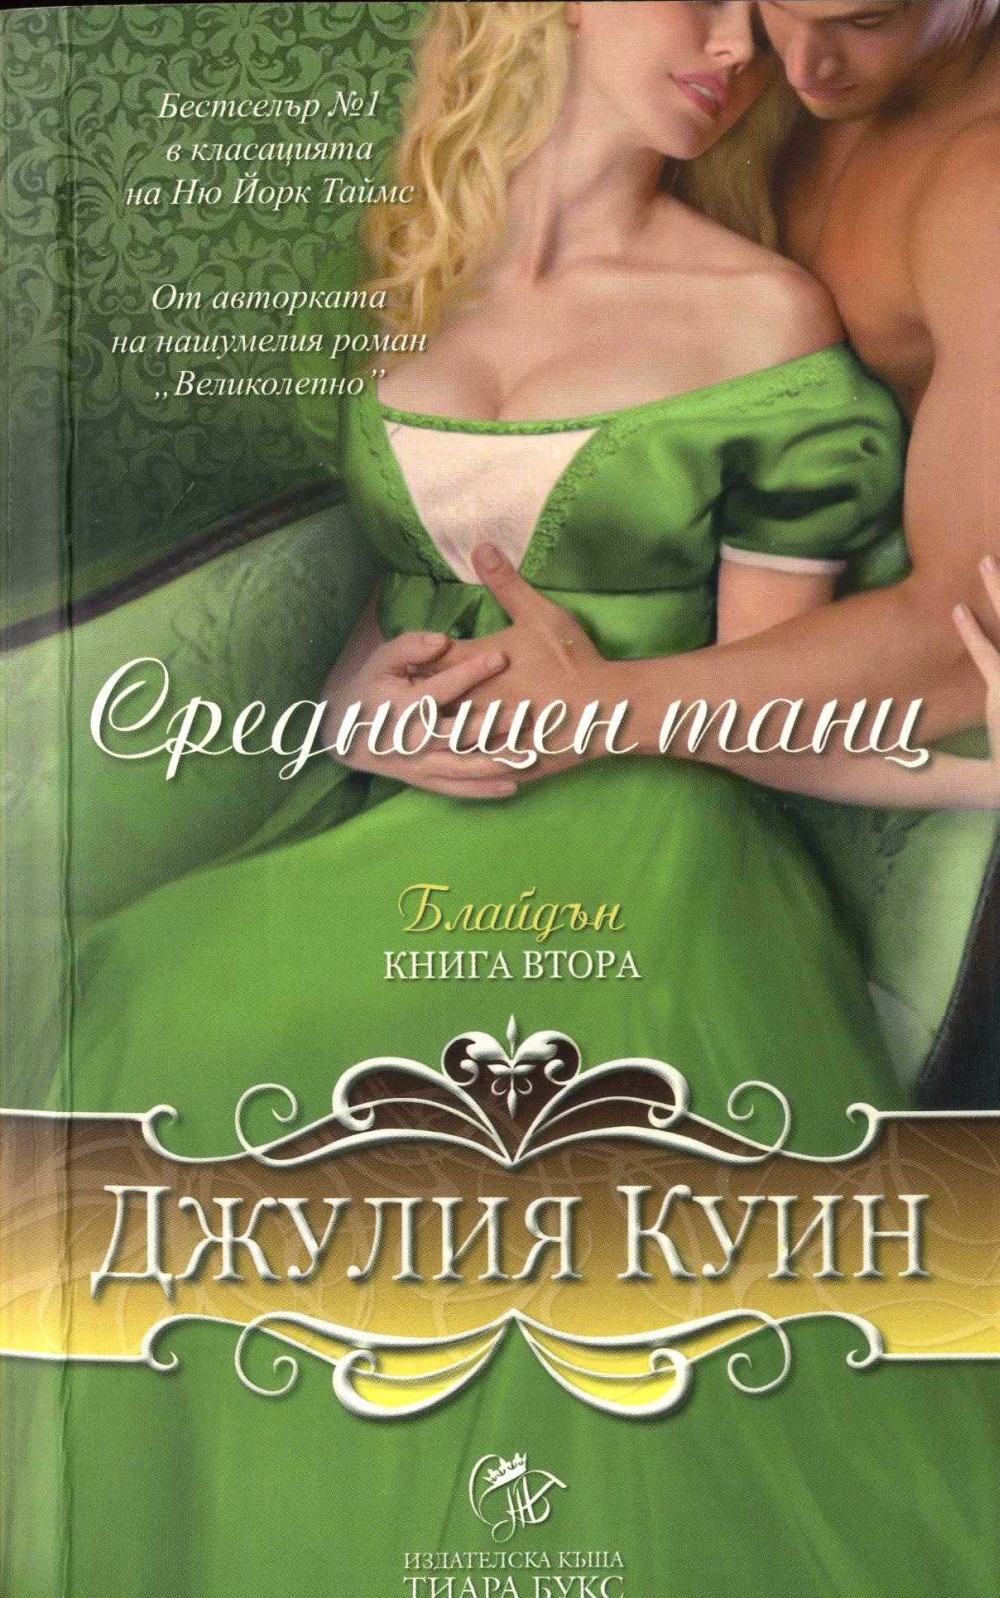 Бестселър №1
в класацията
на Ню Йорк Таймс
От авторката
на нашумелия роман
„Великолепно”
Среднощен танц
Блайдън
КНИГА ВТОРА
ДЖУЛИЯ КУИН
ИЗДАТЕЛСКА КЪЩА
ТИАРА БУКС